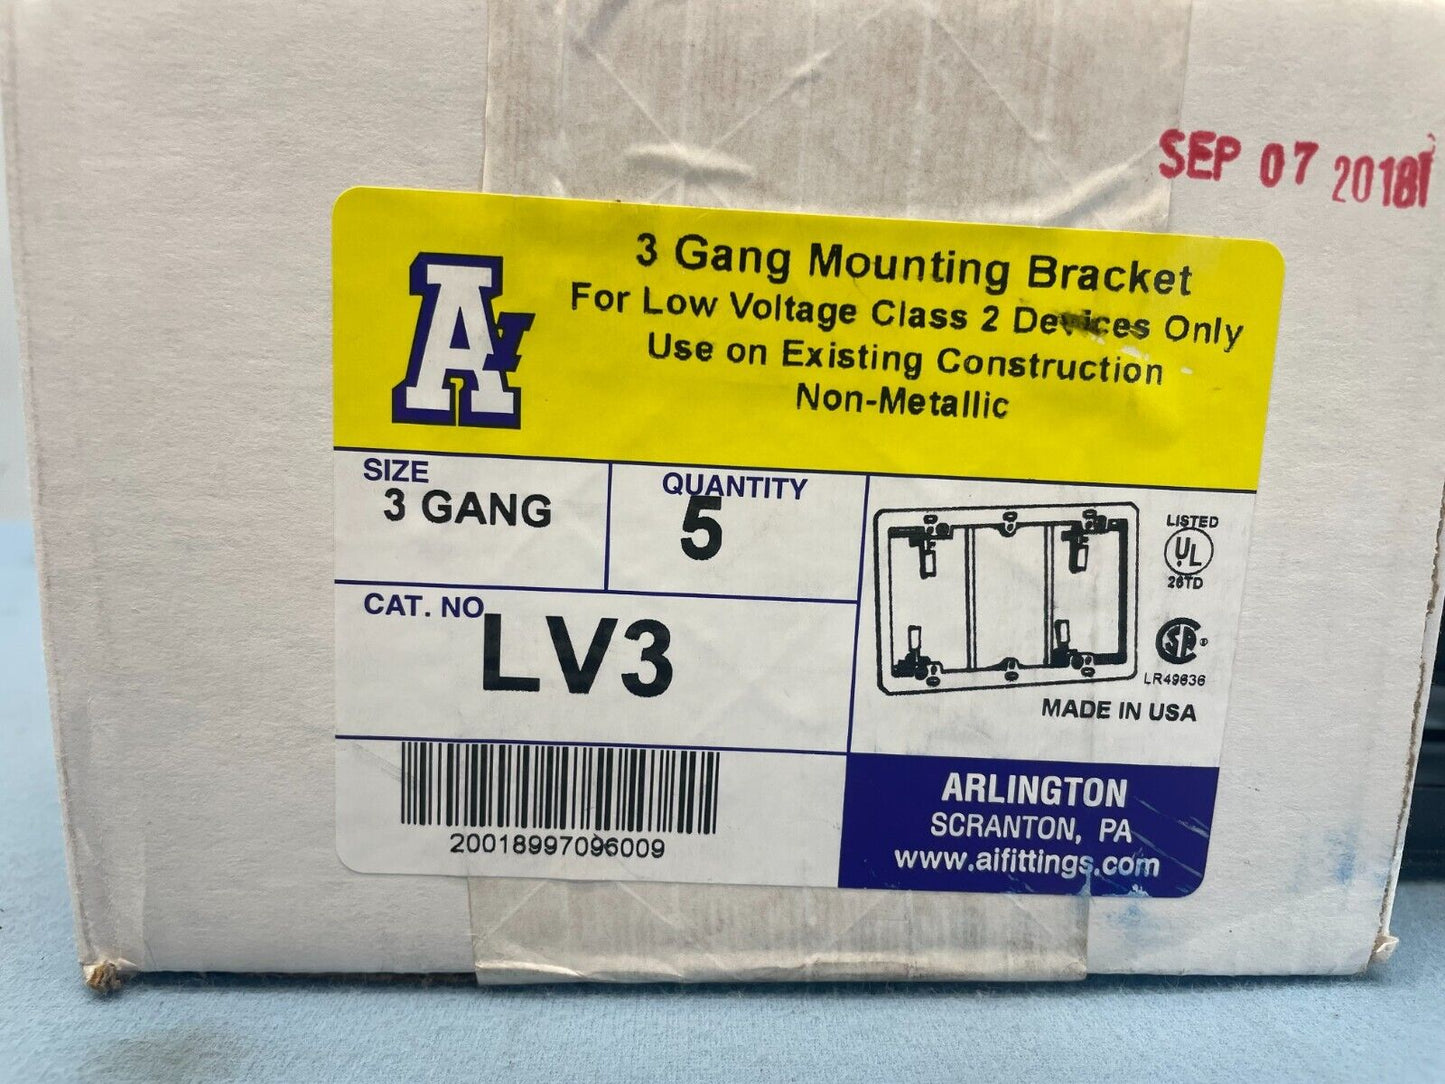 SEP 07 2018
3 Gang Mounting Bracket
For Low Voltage Class 2 Devices Only
Use on Existing Construction
Non-Metallic
SIZE
3 GANG
QUANTITY
5
CAT. NO
LV3
LISTED
UL
26TD
SP
LR49636
MADE IN USA
20018997096009
ARLINGTON
SCRANTON, PA
www.aifittings.com